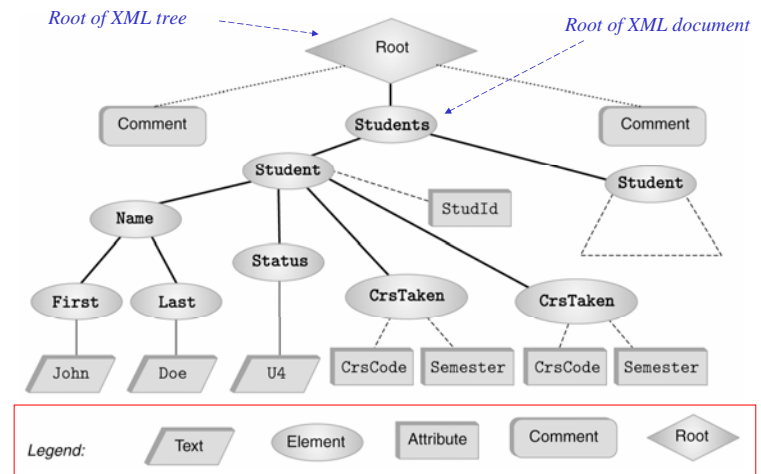 Root of XML tree
Root of XML document
Root
Comment
Students
Comment
Student
Student
StudId
Name
Status
First
Last
CrsTaken
CrsTaken
John
Doe
U4
CrsCode
Semester
CrsCode
Semester
Legend:
Text
Element
Attribute
Comment
Root